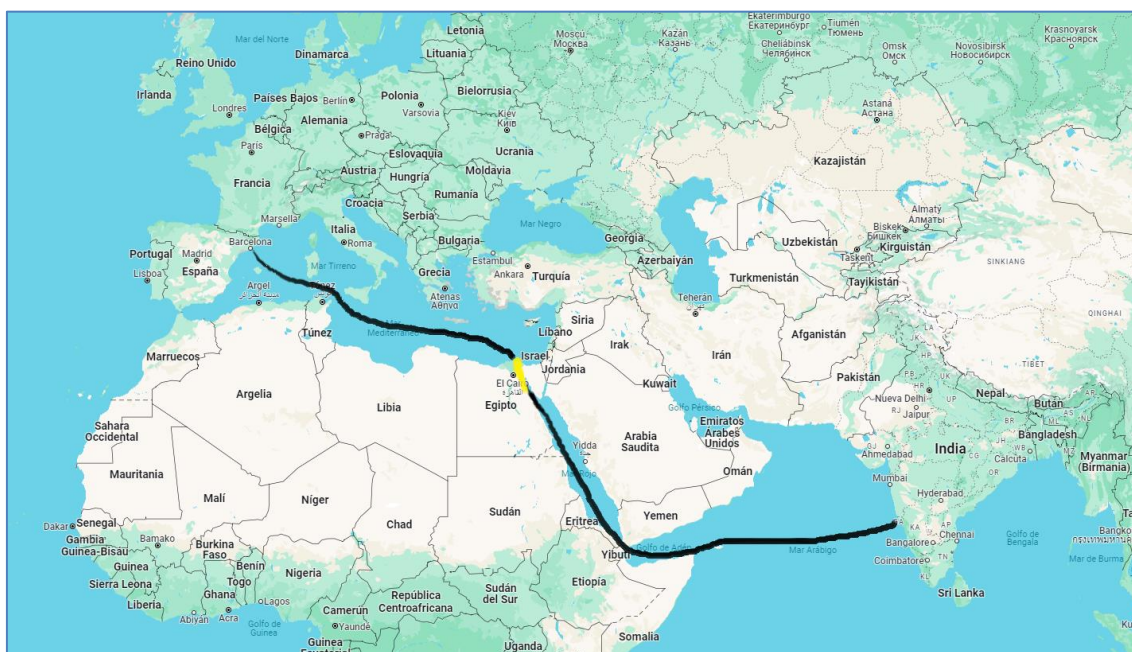 Ekaterimburgo
Екатеринбург
Tiumén
Тюмень
Krasnoyarsk
Красноярск
Letonia
Moscú
Москва
Kazán
Казань
Cheliábinsk
Челябинск
Omsk
Омск
Novosibirsk
Новосибирск
Mar del Norte
Dinamarca
Lituania
Reino Unido
Irlanda
Países Bajos
Berlín
Polonia
Varsovia
Bielorrusia
Londres
Alemania
Bélgica
Praga
Kiev
Київ
Astaná
Астана
París
Eslovaquia
Ucrania
Kazajistán
Austria
Hungría
Moldavia
Francia
Rumanía
Croacia
Serbia
Marsella
Italia
Mar Negro
Almatý
Алматы
Barcelona
Roma
Bulgaria
Georgia
Uzbekistán
Biskek
Бишкек
Kirguistán
Portugal
Madrid
España
Mar Tirreno
Estambul
Azerbaiyán
Taskent
SINKIANG
Lisboa
Grecia
Ankara
Turquía
Turkmenistán
Tayikistán
Argel
Atenas
Αθήνα
Teherán
Siria
Afganistán
QINGHAI
Túnez
Líbano
Irak
Irán
Marruecos
Israel
Jordania
Pakistán
TIBET
Kuwait
Argelia
Libia
El Cairo
Egipto
Golfo Pérsico
Nueva Delhi
Jaipur
Nepal
Bután
Sahara
Occidental
Emiratos
Árabes
Unidos
Arabia
Saudita
Yidda
Mar Rojo
Ahmedabad
India
Bangladesh
Calcuta
Myanmar
(Birmania)
Omán
Mumbai
Mauritania
Malí
Níger
Chad
Sudán
Hyderabad
Dakar
Senegal
Gambia
Guinea-Bisáu
Bamako
Burkina
Faso
Eritrea
Yemen
Yibuti
Golfo de Adén
Mar Arábigo
Bangalore
Chennai
Golfo de
Bengala
Mar de Burma
Guinea
Benín
Nigeria
Coimbatore
Sierra Leona
Togo
Ghana
Lagos
Etiopía
Sri Lanka
Liberia
Abiyán
Acra
República
Centroafricana
Sudán
del Sur
Camerún
Yaundé
Golfo de
Guinea
Somalia
Guinea
Uganda